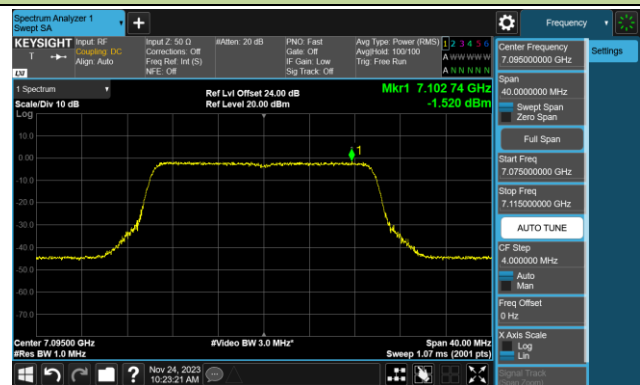 Spectrum Analyzer 1
Swept SA
+
Frequency
KEYSIGHT
Input: RF
Coupling: DC
Align: Auto
Input Z: 50 Ω
Corrections: Off
Freq Ref: Int (S)
NFE: Off
#Atten: 20 dB
PNO: Fast
Gate: Off
IF Gain: Low
Sig Track: Off
Avg Type: Power (RMS)
Avg|Hold: 100/100
Trig: Free Run
1 2 3 4 5 6
A W W W W W
A N N N N N
LXI
1 Spectrum
Scale/Div 10 dB
Log
Ref Lvl Offset 24.00 dB
Ref Level 20.00 dBm
Mkr1 7.102 74 GHz
-1.520 dBm
10.0
0.00
-10.0
-20.0
-30.0
-40.0
-50.0
-60.0
-70.0
1
Center 7.09500 GHz
#Res BW 1.0 MHz
#Video BW 3.0 MHz*
Span 40.00 MHz
Sweep 1.07 ms (2001 pts)
Nov 24, 2023
10:23:21 AM
Center Frequency
7.095000000 GHz
Span
40.0000000 MHz
Swept Span
Zero Span
Full Span
Start Freq
7.075000000 GHz
Stop Freq
7.115000000 GHz
AUTO TUNE
CF Step
4.000000 MHz
Auto
Man
Freq Offset
0 Hz
X Axis Scale
Log
Lin
Signal Track
Settings